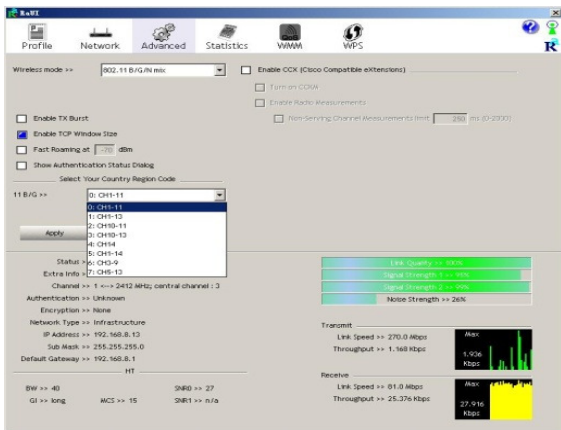 RaUI
Profile Network Advanced Statistics WMM WPS
Wireless mode >> 802.11 B/G/N mix
Enable CCX (Cisco Compatible eXtensions)
Turn on CCKM
Enable Radio Measurements
Non-Serving Channel Measurements limit 250 ms (0-2000)
Enable TX Burst
Enable TCP Window Size
Fast Roaming at -70 dBm
Show Authentication Status Dialog
Select Your Country Region Code
11 B/G >> 0: CH1-11
0: CH1-11
1: CH1-13
2: CH10-11
3: CH10-13
4: CH14
5: CH1-14
6: CH3-9
7: CH5-13
Apply
Status >
Extra Info >
Channel >> 1 <--> 2412 MHz; central channel : 3
Authentication >> Unknown
Encryption >> None
Network Type >> Infrastructure
IP Address >> 192.168.8.13
Sub Mask >> 255.255.255.0
Default Gateway >> 192.168.8.1
HT
BW >> 40 SNR0 >> 27
GI >> long MCS >> 15 SNR1 >> n/a
Link Quality >> 100%
Signal Strength 1 >> 95%
Signal Strength 2 >> 99%
Noise Strength >> 26%
Transmit
Link Speed >> 270.0 Mbps
Throughput >> 1.168 Kbps
Max
1.936
Kbps
Receive
Link Speed >> 81.0 Mbps
Throughput >> 25.376 Kbps
Max
27.916
Kbps